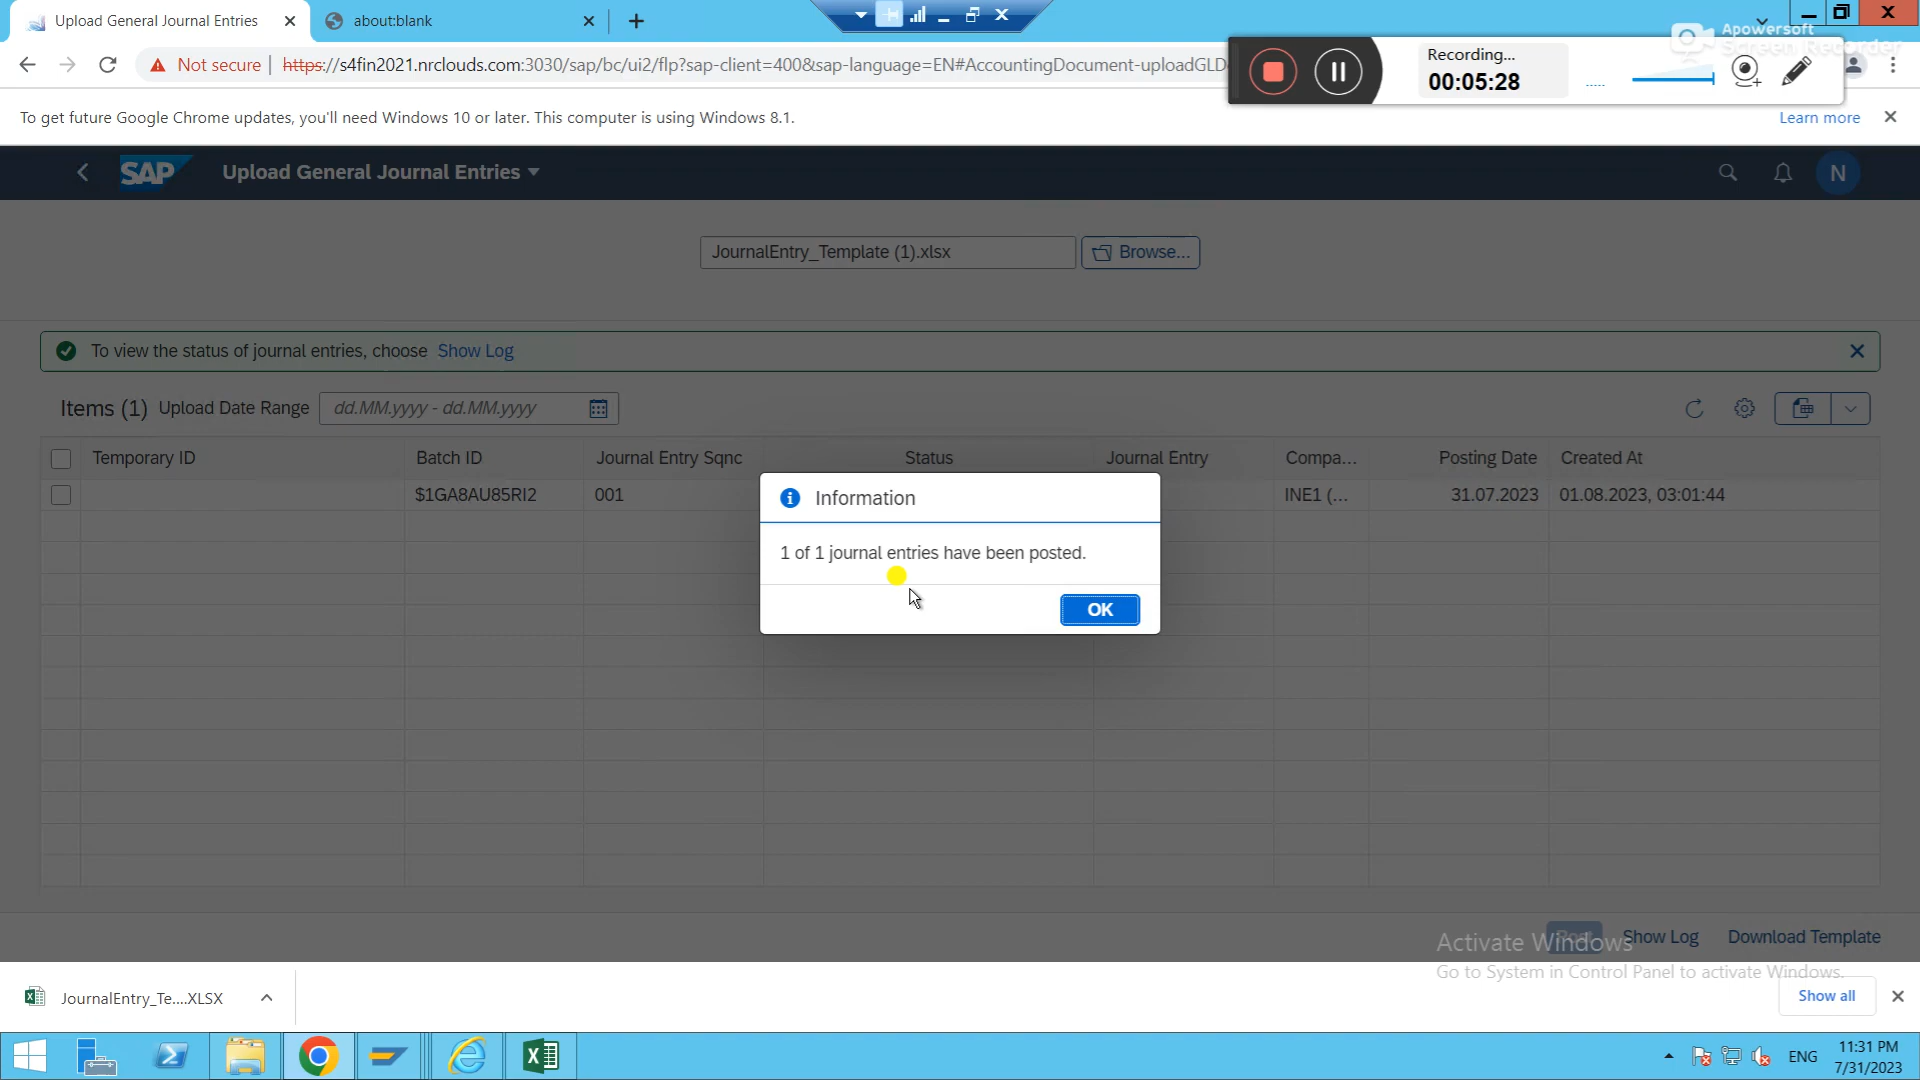 Upload General Journal Entries
about:blank
Apowersoft
Screen Recorder
Not secure
https://s4fin2021.nrclouds.com:3030/sap/bc/ui2/flp?sap-client=400&sap-language=EN#AccountingDocument-uploadGLD
Recording...
00:05:28
To get future Google Chrome updates, you'll need Windows 10 or later. This computer is using Windows 8.1.
Learn more
SAP
Upload General Journal Entries
N
JournalEntry_Template (1).xlsx
Browse...
To view the status of journal entries, choose Show Log
Items (1) Upload Date Range dd.MM.yyyy - dd.MM.yyyy
Temporary ID Batch ID Journal Entry Sqnc Status Journal Entry Compa... Posting Date Created At
$1GA8AU85RI2 001 INE1 (... 31.07.2023 01.08.2023, 03:01:44
Information
1 of 1 journal entries have been posted.
OK
Post Show Log Download Template
Activate Windows
Go to System in Control Panel to activate Windows.
JournalEntry_Te....XLSX
Show all
ENG
11:31 PM
7/31/2023